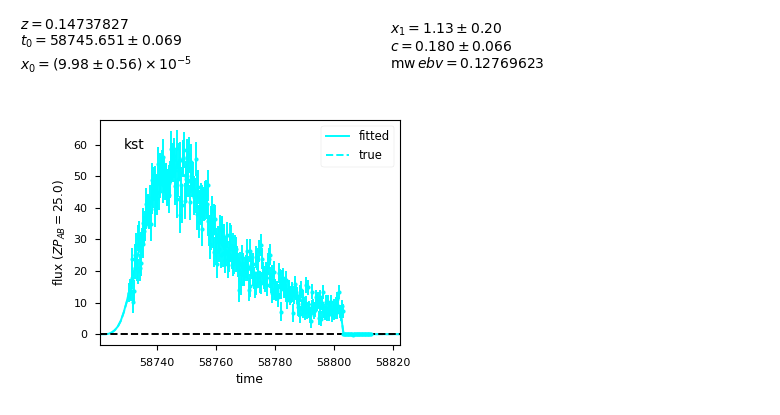 z = 0.14737827
t₀ = 58745.651 ± 0.069
x₀ = (9.98 ± 0.56) × 10⁻⁵
x₁ = 1.13 ± 0.20
c = 0.180 ± 0.066
mw ebv = 0.12769623
kst
fitted
true
flux (ZP_AB = 25.0)
60
50
40
30
20
10
0
58740 58760 58780 58800 58820
time